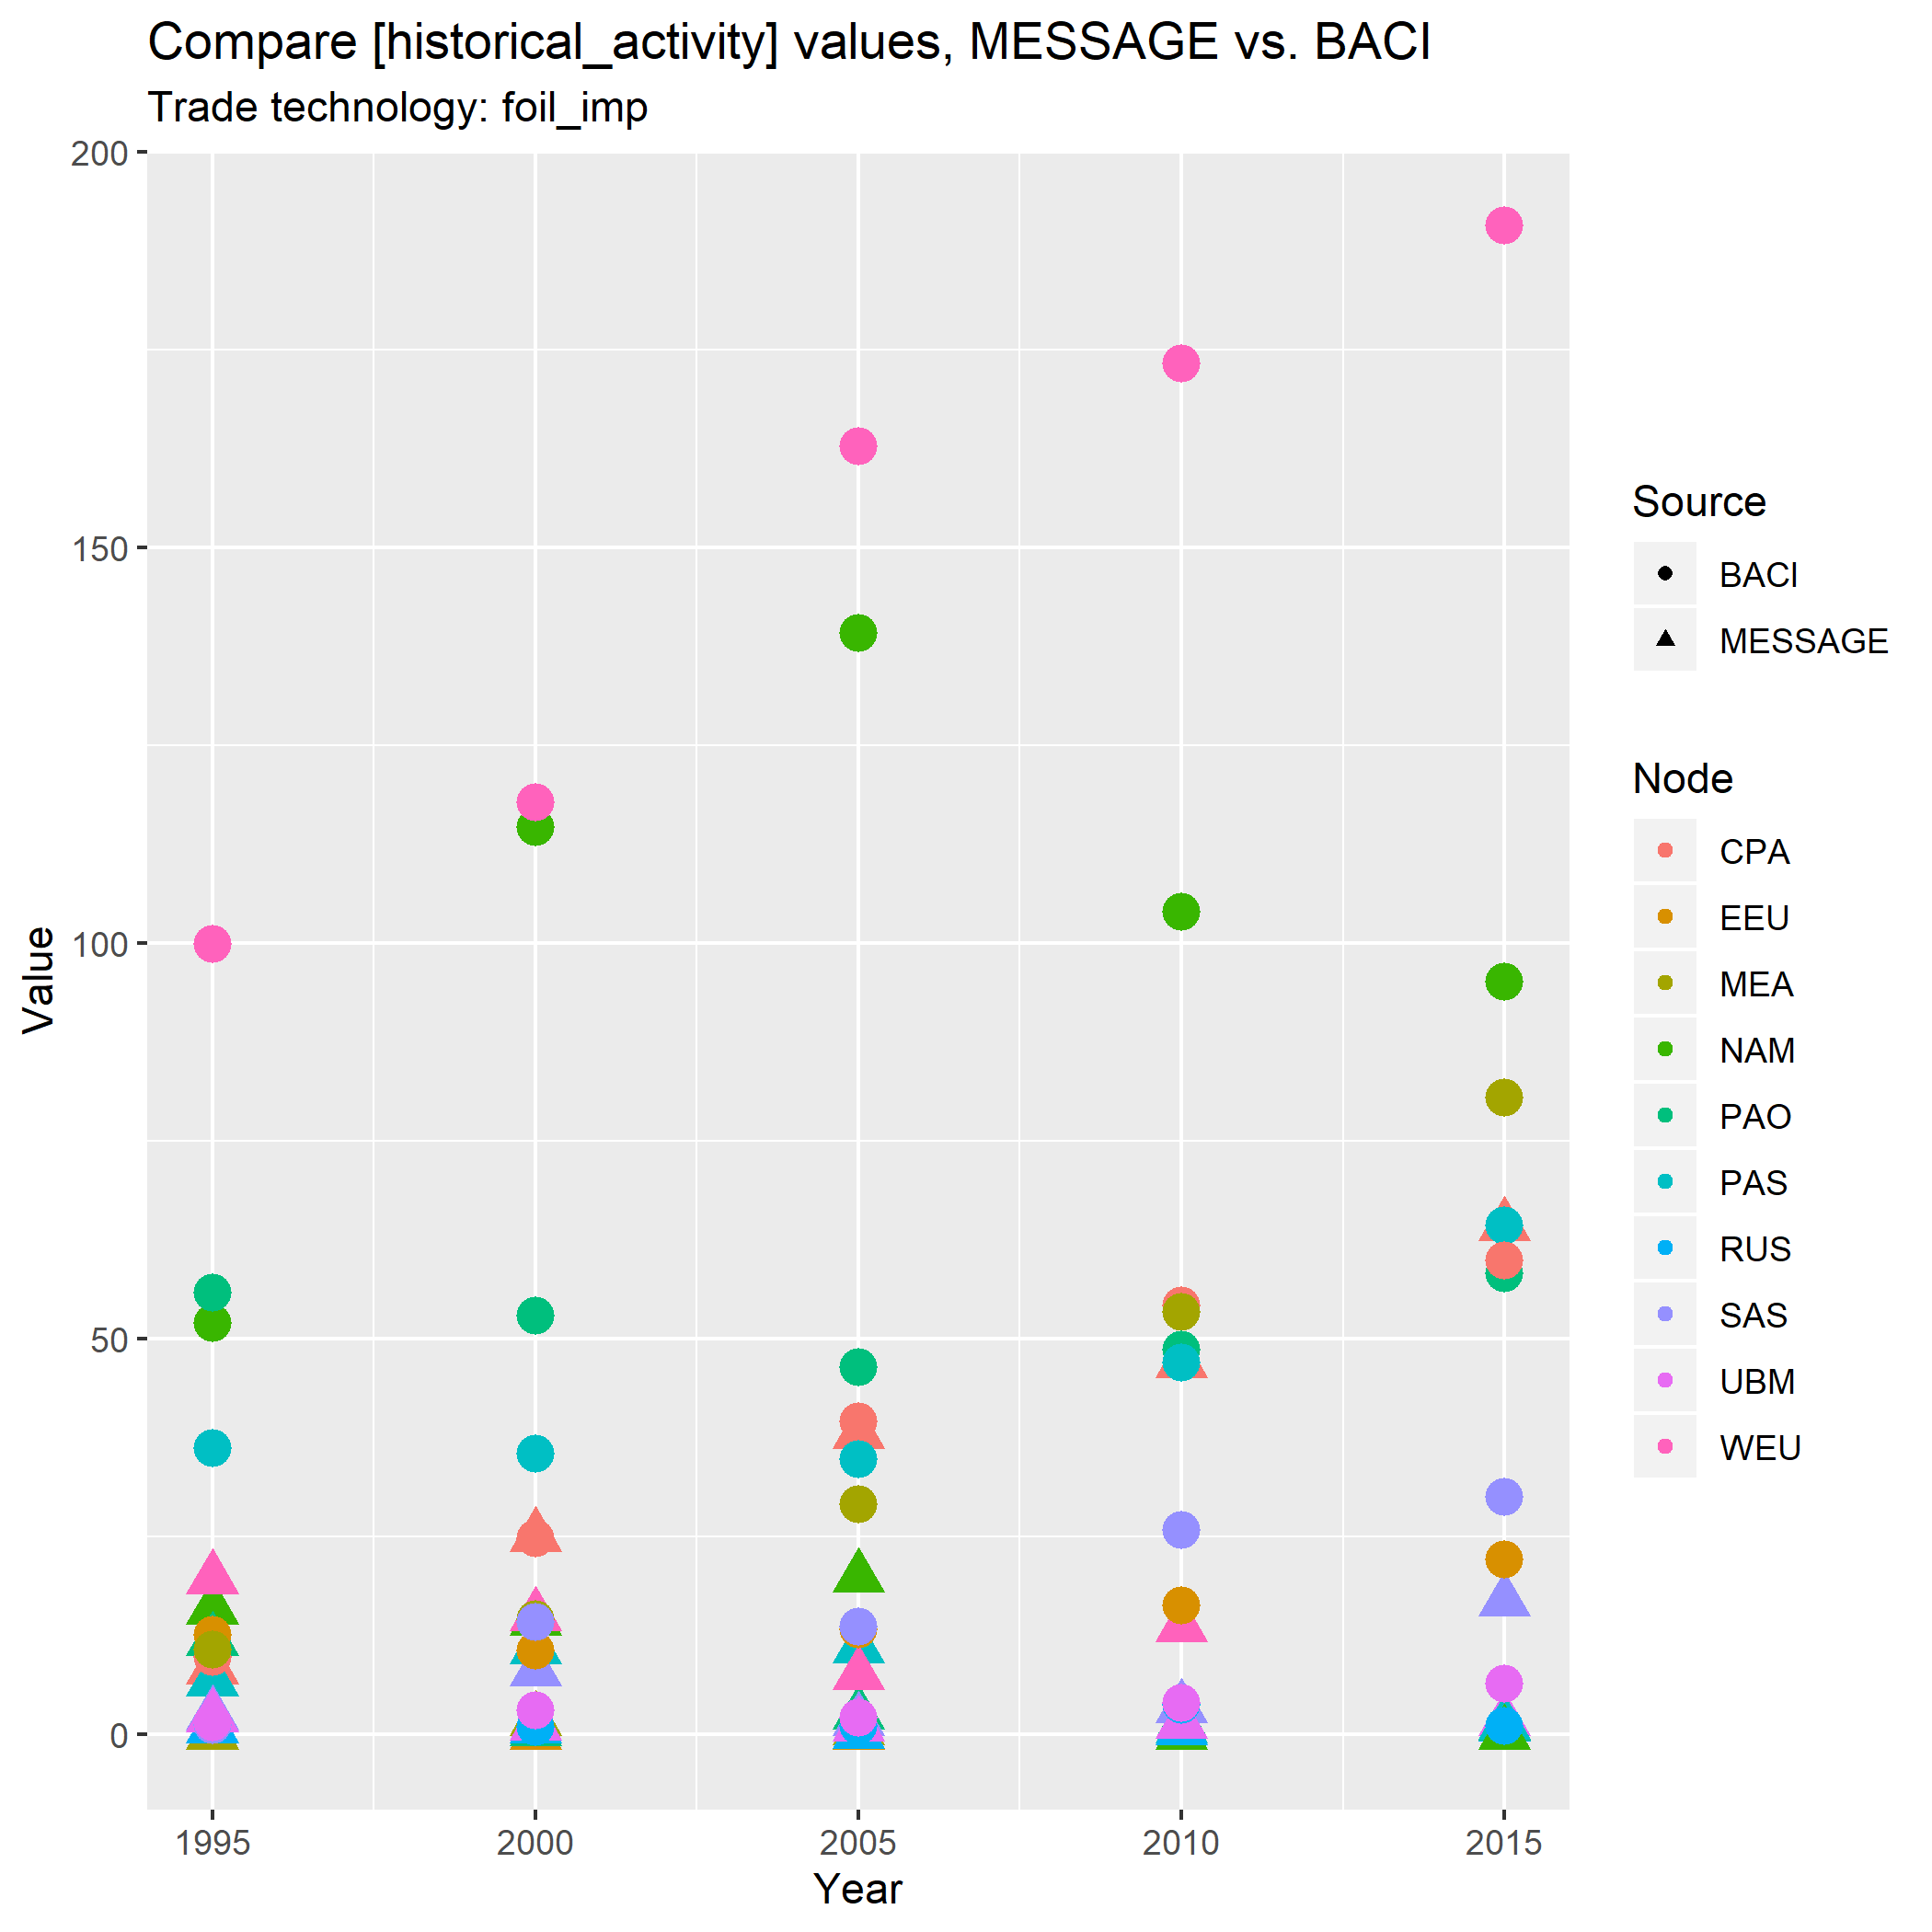 Compare [historical_activity] values, MESSAGE vs. BACI
Trade technology: foil_imp
200
150
100
50
0
Value
1995 2000 2005 2010 2015
Year
Source
BACI
MESSAGE
Node
CPA
EEU
MEA
NAM
PAO
PAS
RUS
SAS
UBM
WEU